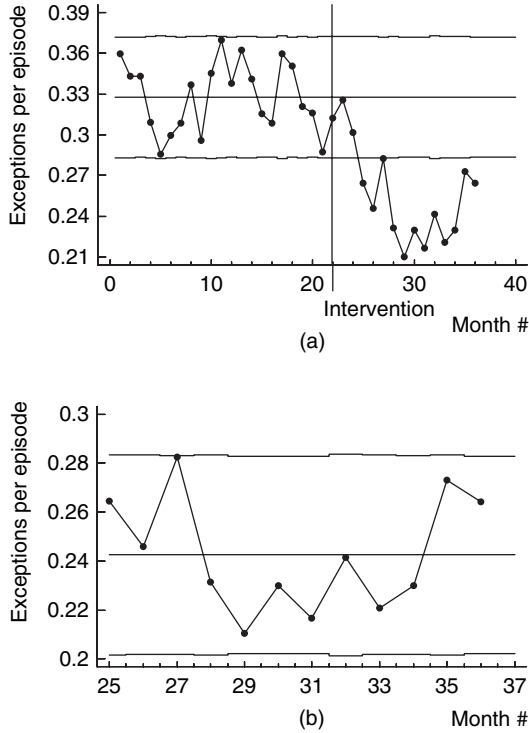 Exceptions per episode
0.39
0.36
0.33
0.3
0.27
0.24
0.21
0 10 20 30 40
Intervention
Month #
(a)
Exceptions per episode
0.3
0.28
0.26
0.24
0.22
0.2
25 27 29 31 33 35 37
(b) Month #